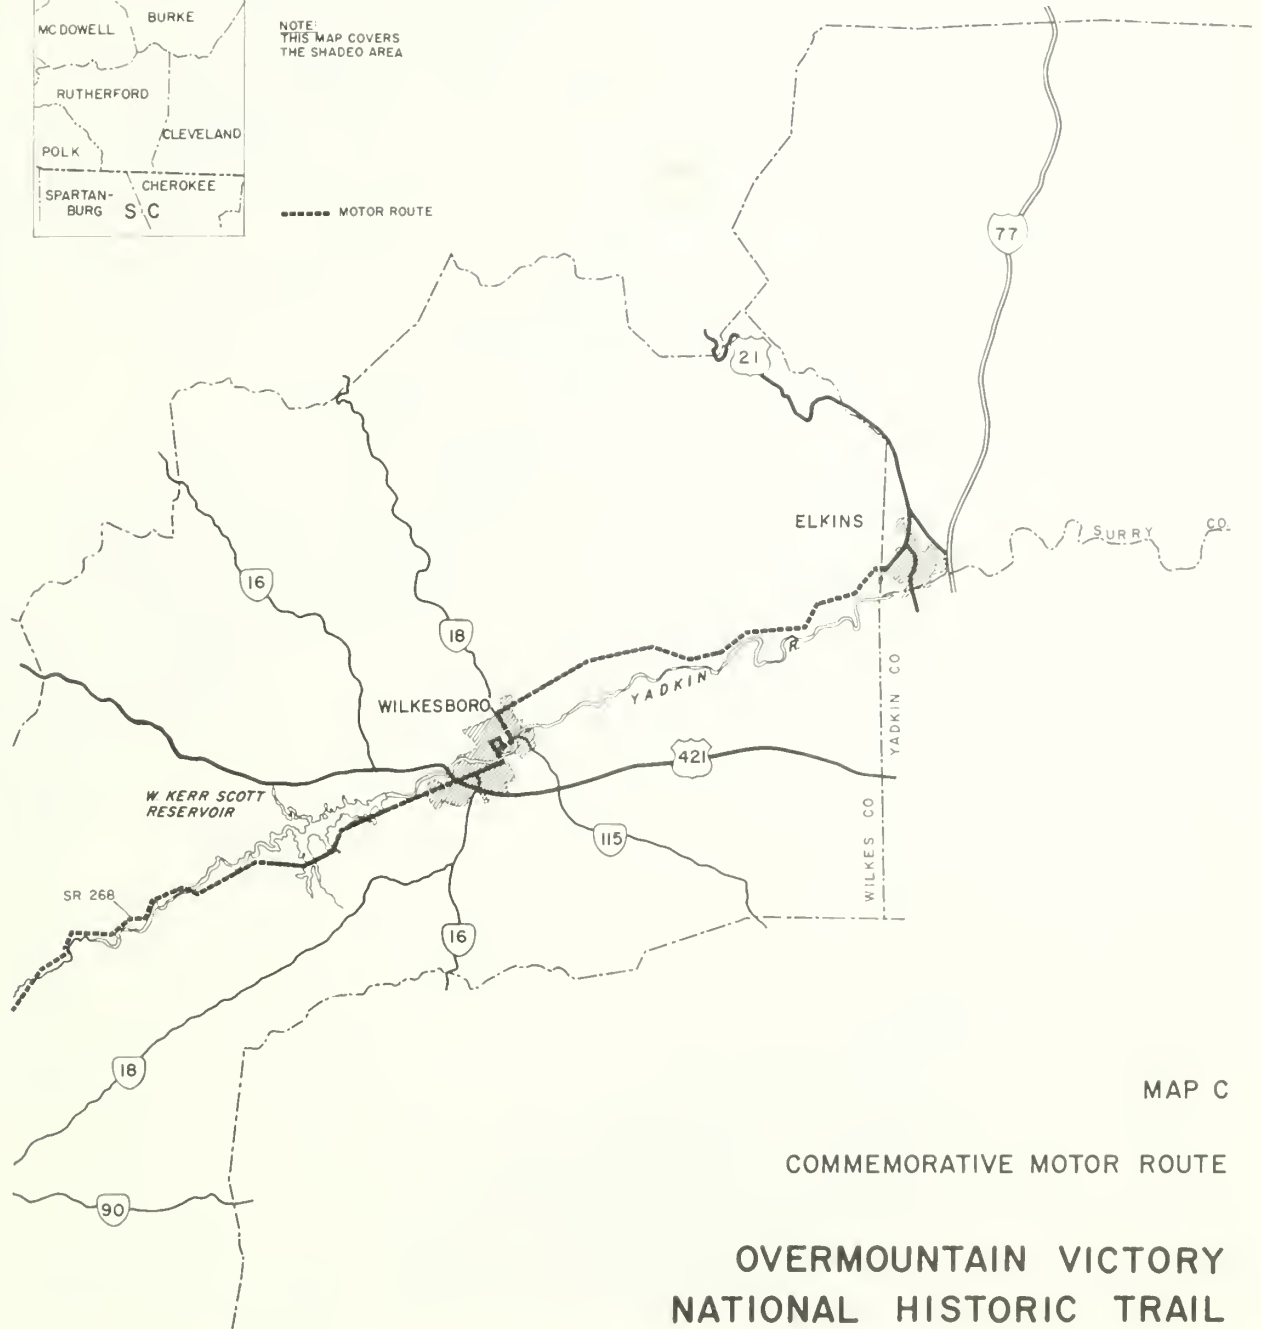 BURKE
MC DOWELL
RUTHERFORD
CLEVELAND
POLK
CHEROKEE
SPARTAN-
BURG
S C
NOTE:
THIS MAP COVERS
THE SHADEO AREA
MOTOR ROUTE
77
21
ELKINS
SURRY CO.
16
18
WILKESBORO
YADKIN R.
YADKIN CO
421
W. KERR SCOTT
RESERVOIR
WILKES CO
115
SR 268
16
18
90
MAP C
COMMEMORATIVE MOTOR ROUTE
OVERMOUNTAIN VICTORY
NATIONAL HISTORIC TRAIL